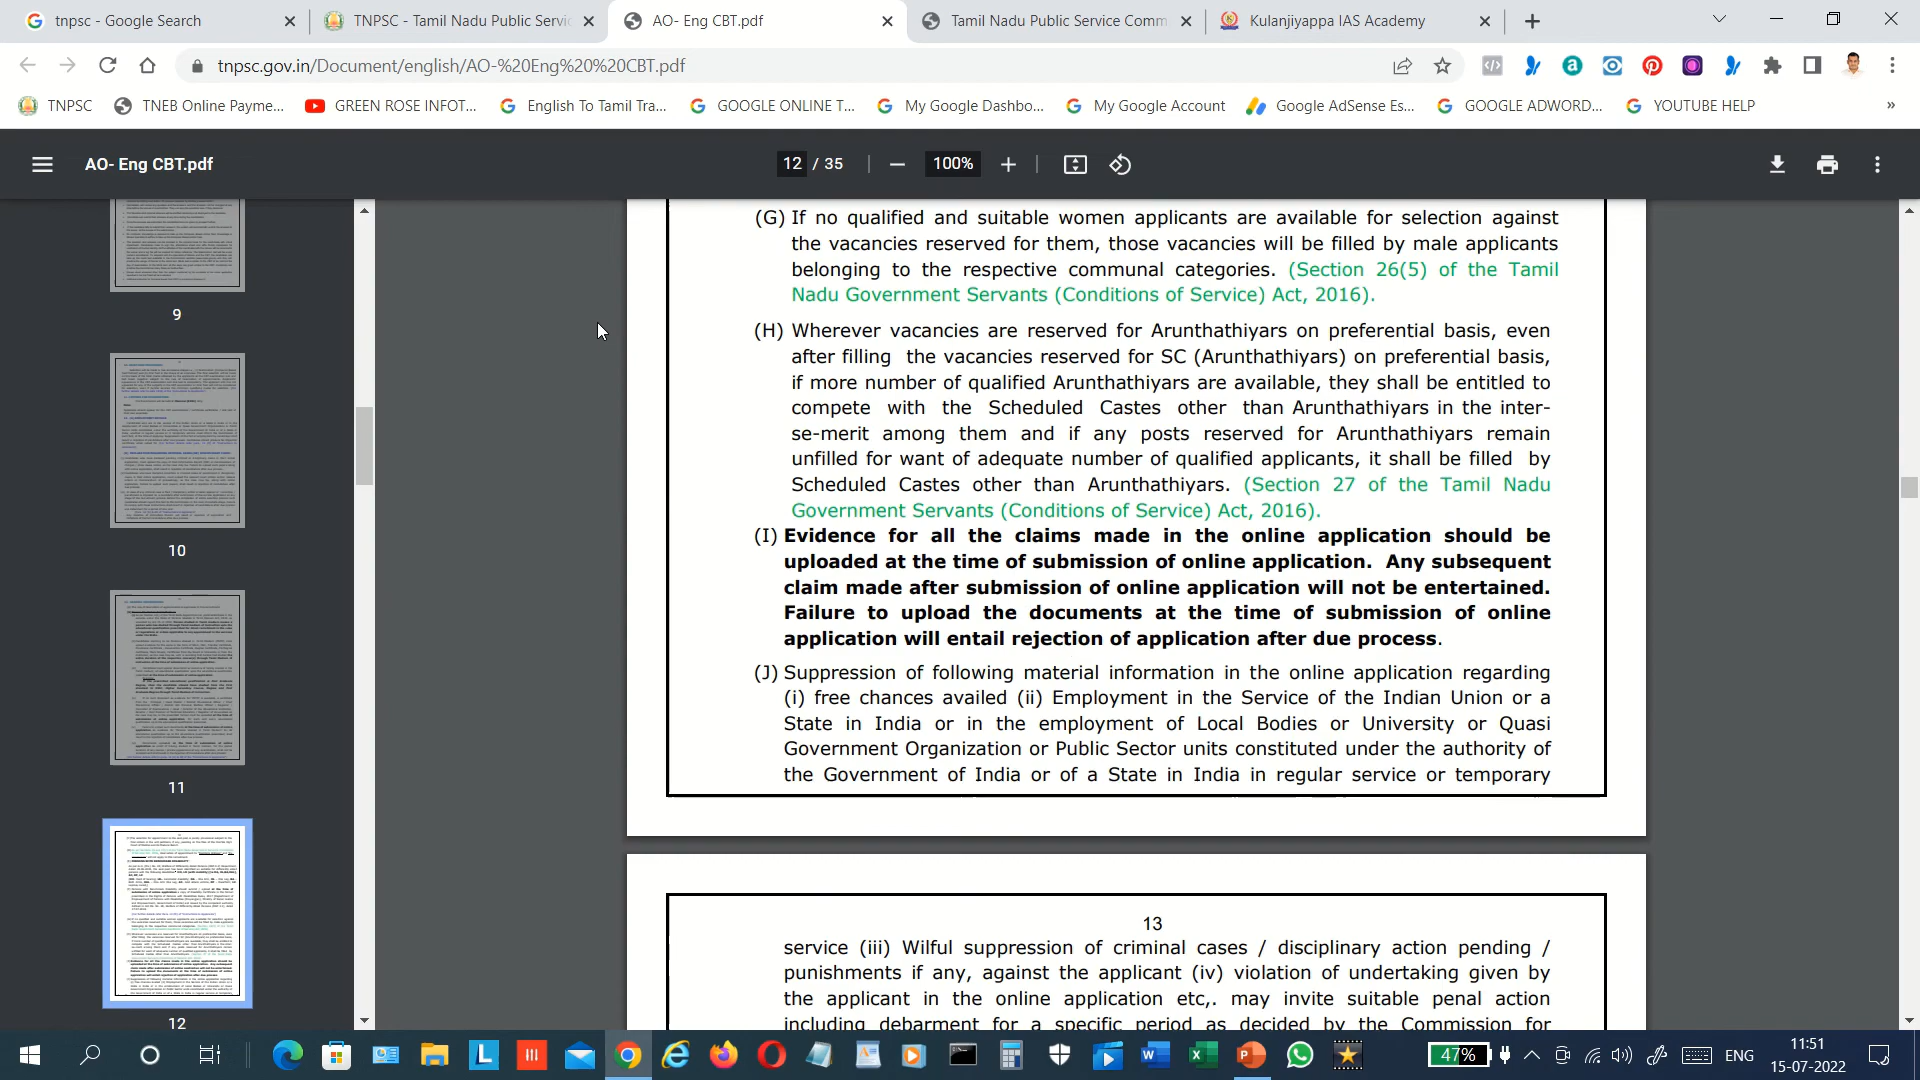 tnpsc - Google Search
TNPSC - Tamil Nadu Public Servic
AO- Eng CBT.pdf
Tamil Nadu Public Service Comm
Kulanjiyappa IAS Academy
tnpsc.gov.in/Document/english/AO-%20Eng%20%20CBT.pdf
TNPSC
TNEB Online Payme...
GREEN ROSE INFOT...
English To Tamil Tra...
GOOGLE ONLINE T...
My Google Dashbo...
My Google Account
Google AdSense Es...
GOOGLE ADWORD...
YOUTUBE HELP
»
AO- Eng CBT.pdf
12 / 35
100%
9
10
11
12
(G) If no qualified and suitable women applicants are available for selection against
the vacancies reserved for them, those vacancies will be filled by male applicants
belonging to the respective communal categories. (Section 26(5) of the Tamil
Nadu Government Servants (Conditions of Service) Act, 2016).
(H) Wherever vacancies are reserved for Arunthathiyars on preferential basis, even
after filling the vacancies reserved for SC (Arunthathiyars) on preferential basis,
if more number of qualified Arunthathiyars are available, they shall be entitled to
compete with the Scheduled Castes other than Arunthathiyars in the inter-
se-merit among them and if any posts reserved for Arunthathiyars remain
unfilled for want of adequate number of qualified applicants, it shall be filled by
Scheduled Castes other than Arunthathiyars. (Section 27 of the Tamil Nadu
Government Servants (Conditions of Service) Act, 2016).
(I) Evidence for all the claims made in the online application should be
uploaded at the time of submission of online application. Any subsequent
claim made after submission of online application will not be entertained.
Failure to upload the documents at the time of submission of online
application will entail rejection of application after due process.
(J) Suppression of following material information in the online application regarding
(i) free chances availed (ii) Employment in the Service of the Indian Union or a
State in India or in the employment of Local Bodies or University or Quasi
Government Organization or Public Sector units constituted under the authority of
the Government of India or of a State in India in regular service or temporary
13
service (iii) Wilful suppression of criminal cases / disciplinary action pending /
punishments if any, against the applicant (iv) violation of undertaking given by
the applicant in the online application etc,. may invite suitable penal action
including debarment for a specific period as decided by the Commission for
47%
ENG
11:51
15-07-2022